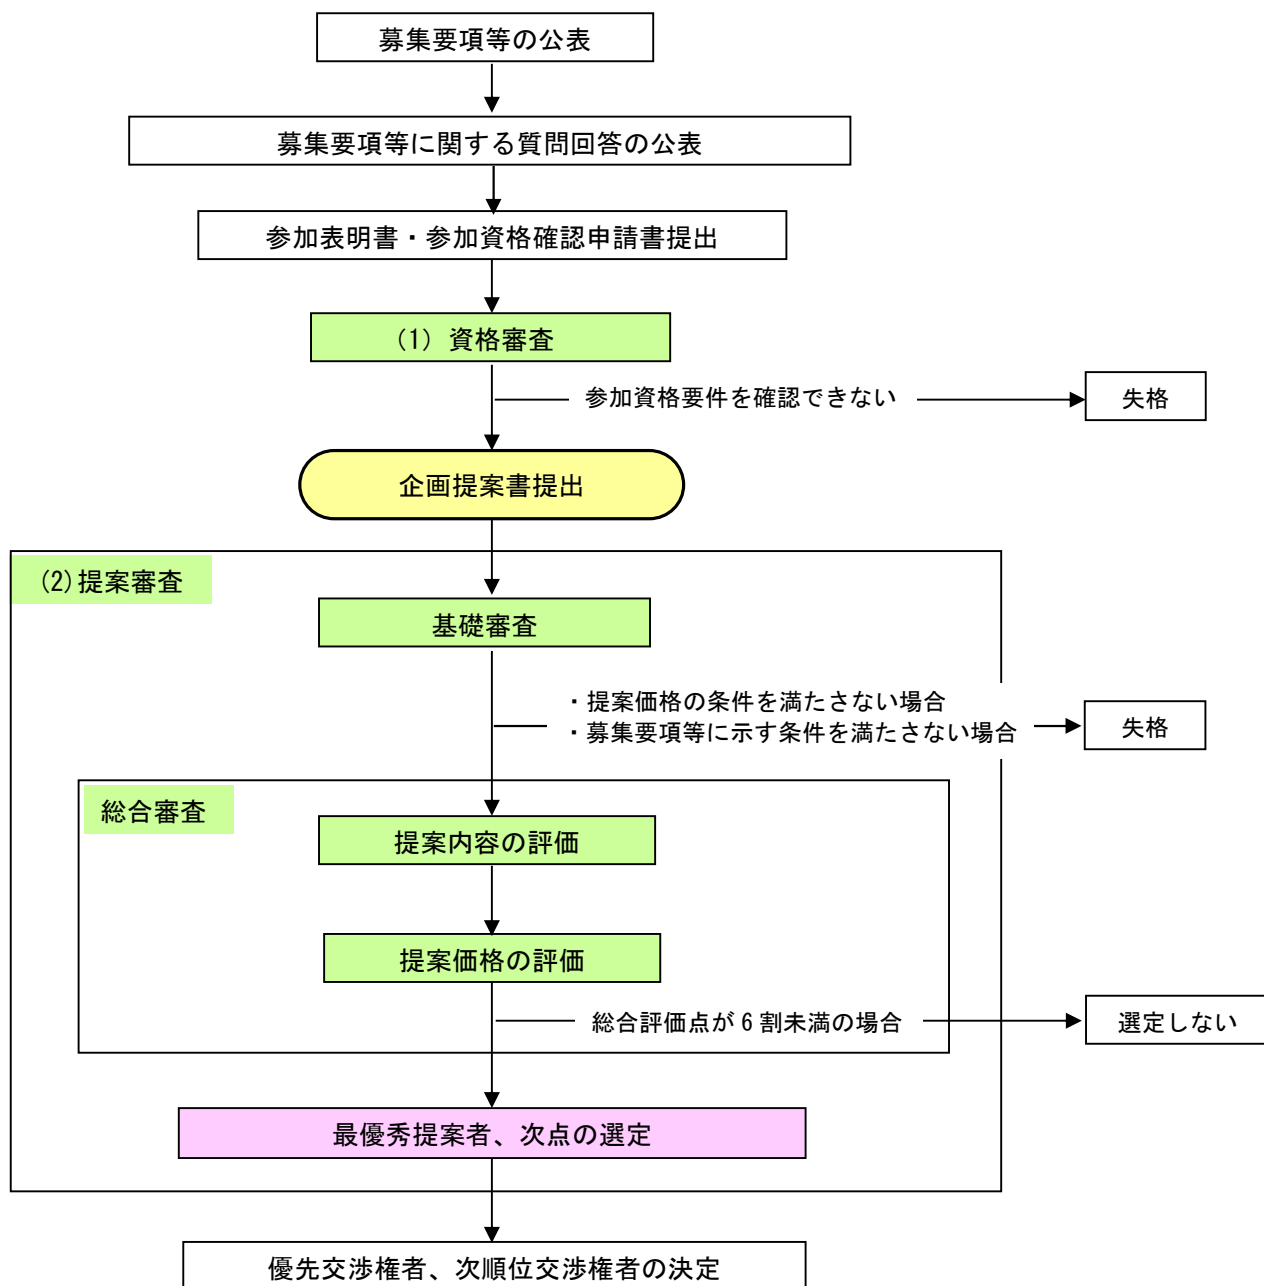 募集要項等の公表
募集要項等に関する質問回答の公表
参加表明書・参加資格確認申請書提出
(1) 資格審査
参加資格要件を確認できない
失格
企画提案書提出
(2)提案審査
基礎審査
・提案価格の条件を満たさない場合
・募集要項等に示す条件を満たさない場合
失格
総合審査
提案内容の評価
提案価格の評価
総合評価点が 6 割未満の場合
選定しない
最優秀提案者、次点の選定
優先交渉権者、次順位交渉権者の決定